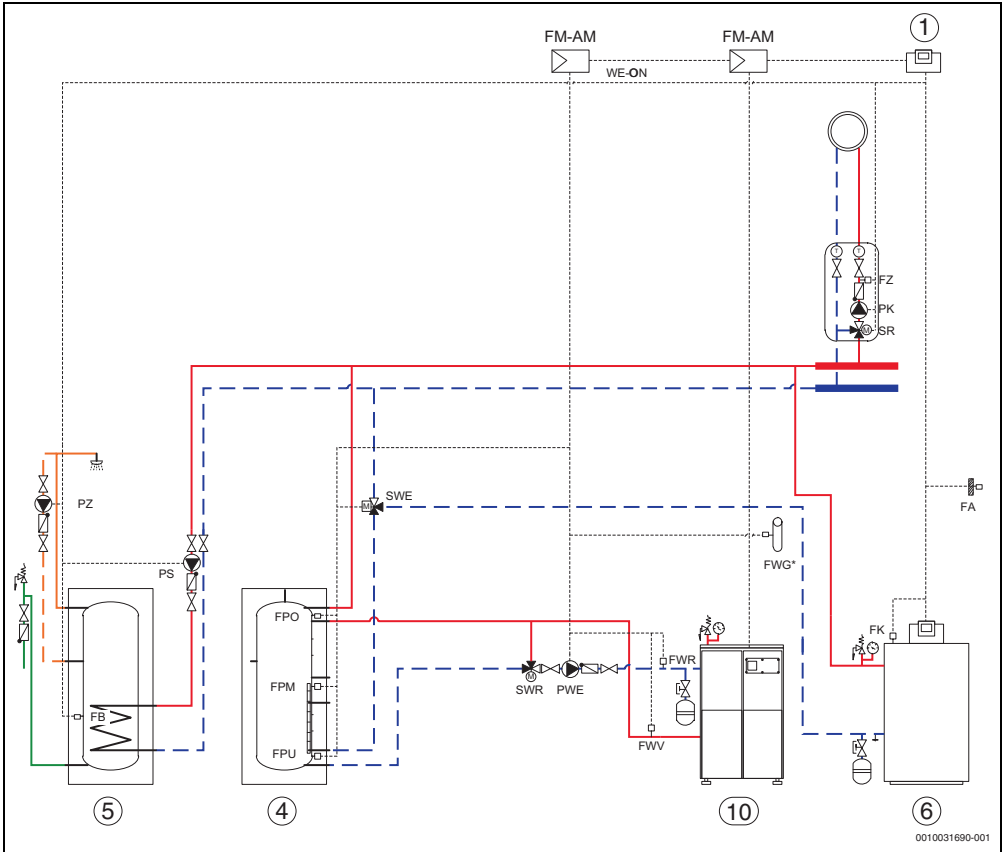 FM-AM
FM-AM
1
WE-ON
T
T
FZ
PK
M
SR
PZ
SWE
M
FA
PS
FWG*
FPO
FK
FWR
SWR
M
PWE
FPM
FB
FWV
FPU
5
4
10
6
0010031690-001